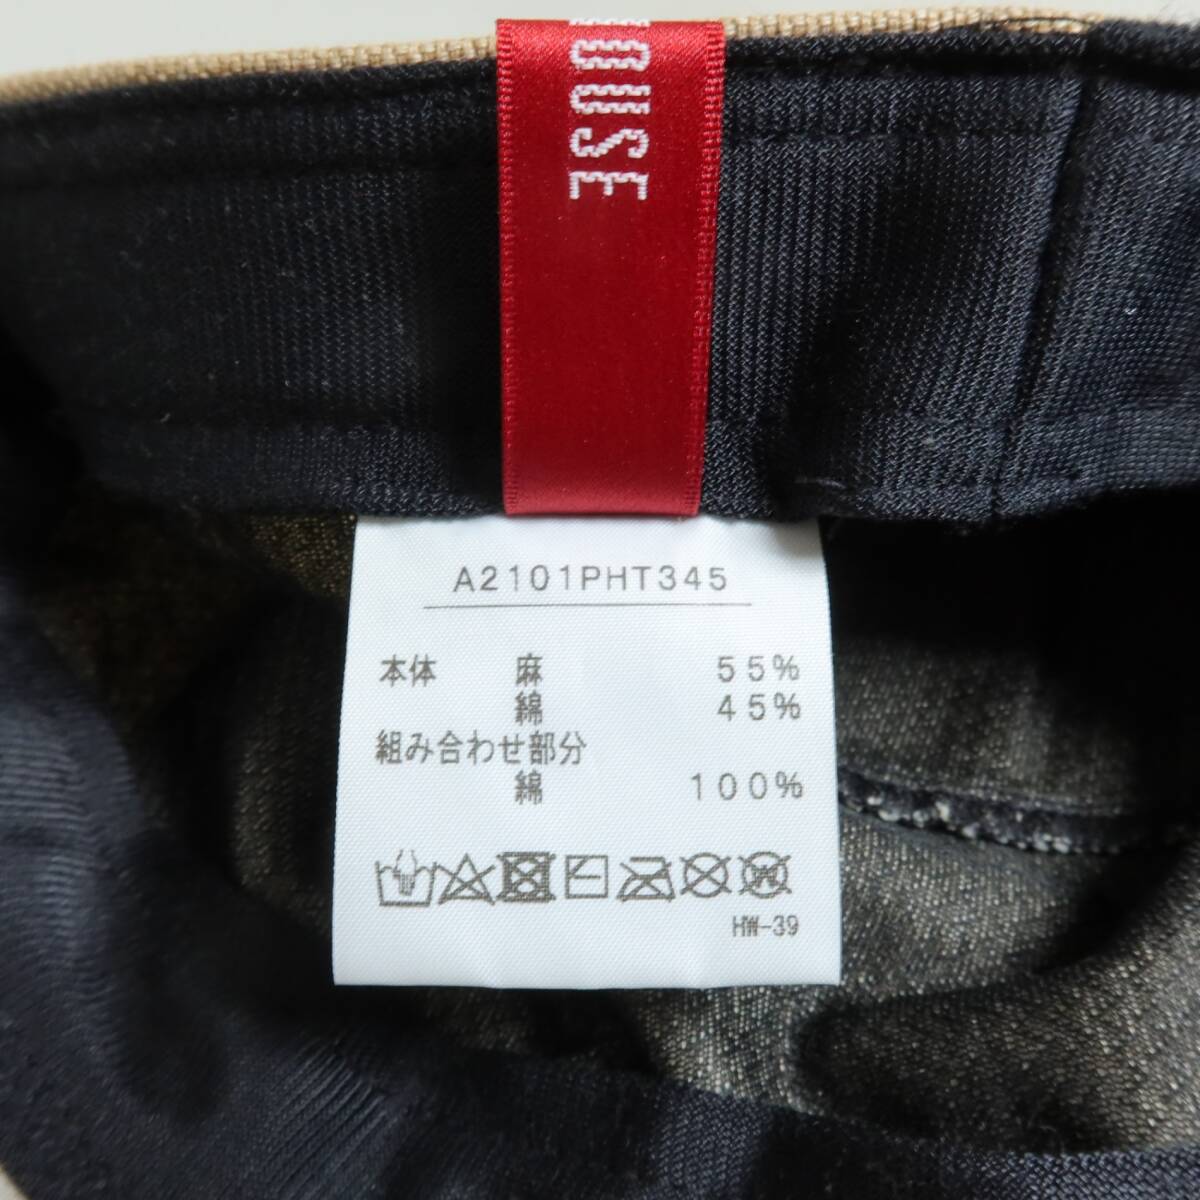 OUSE
A2101PHT345
本体 麻 55%
綿 45%
組み合わせ部分
綿 100%
HW-39